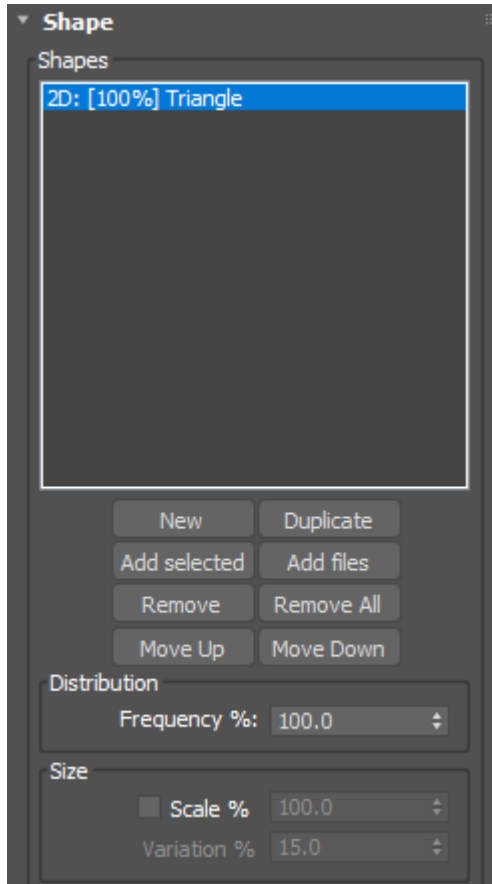 Shape
Shapes
2D: [100%] Triangle
New Duplicate
Add selected Add files
Remove Remove All
Move Up Move Down
Distribution
Frequency %: 100.0
Size
Scale % 100.0
Variation % 15.0